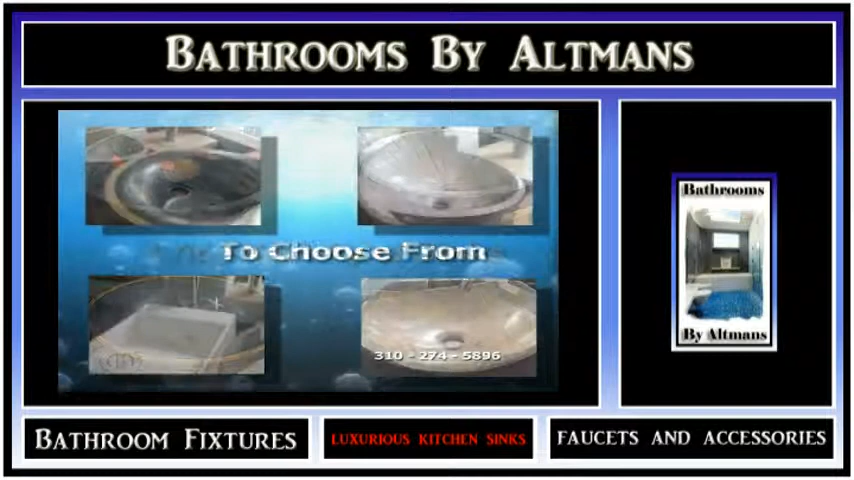 BATHROOMS BY ALTMANS
To Choose From
310 - 274 - 5896
Bathrooms
By Altmans
BATHROOM FIXTURES
LUXURIOUS KITCHEN SINKS
FAUCETS AND ACCESSORIES